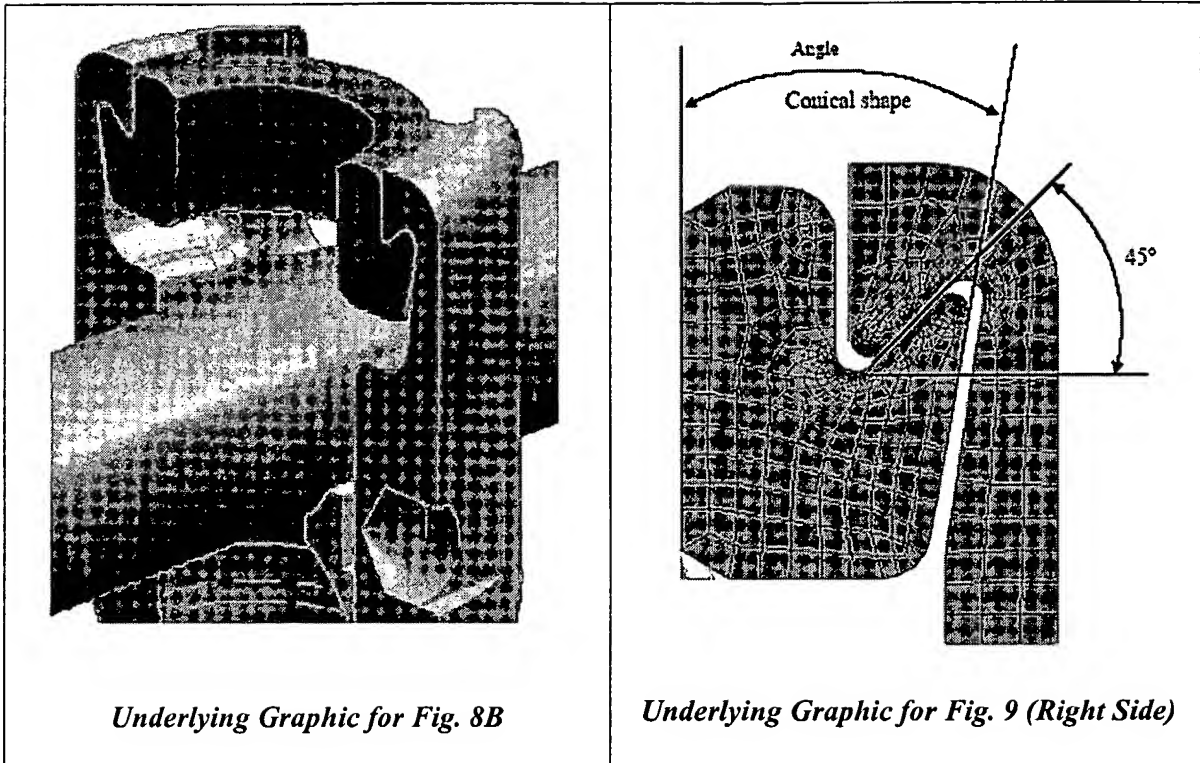 Angle
Conical shape
45°
Underlying Graphic for Fig. 8B
Underlying Graphic for Fig. 9 (Right Side)